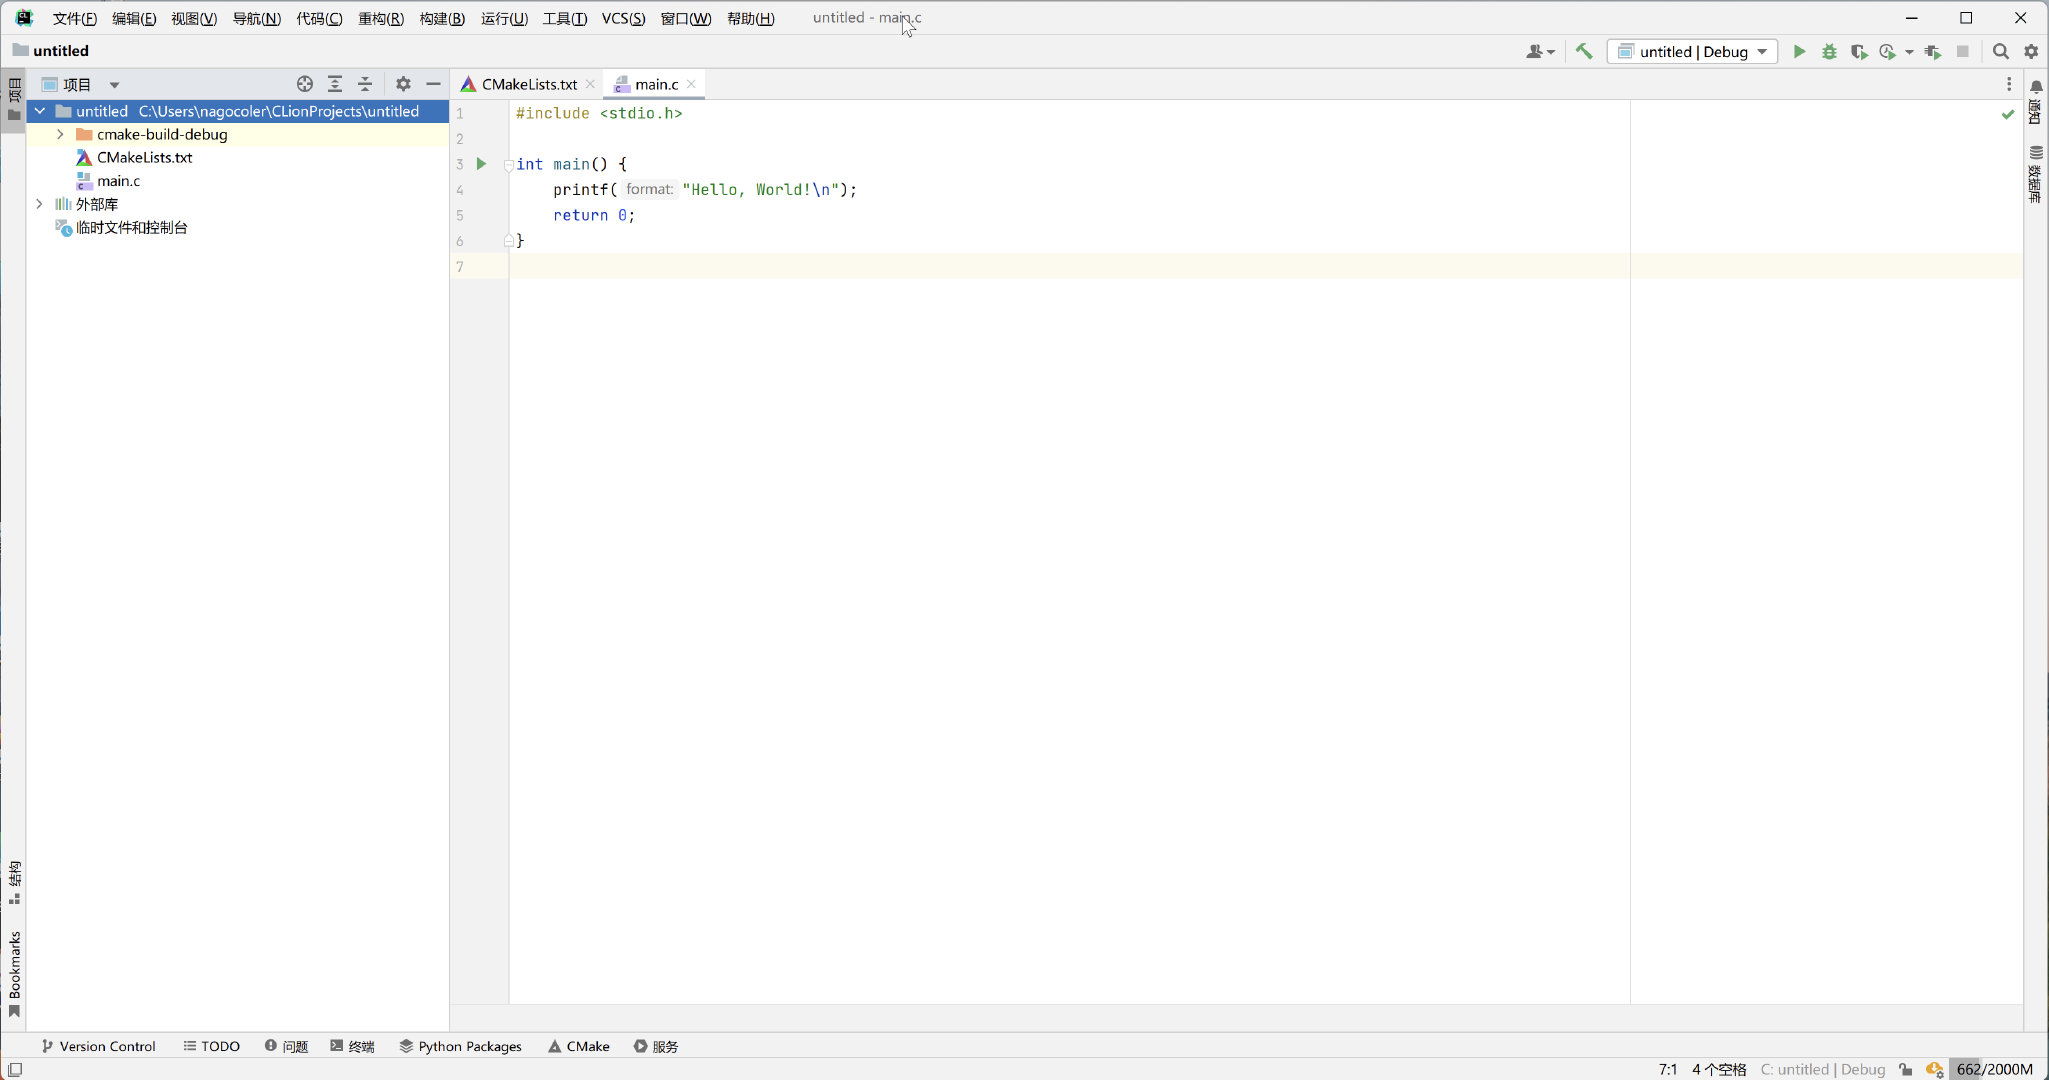 文件(F) 编辑(E) 视图(V) 导航(N) 代码(C) 重构(R) 构建(B) 运行(U) 工具(T) VCS(S) 窗口(W) 帮助(H) untitled - main.c
untitled
untitled | Debug
项目
项目
CMakeLists.txt
main.c
untitled C:\Users\nagocoler\CLionProjects\untitled
cmake-build-debug
CMakeLists.txt
main.c
外部库
临时文件和控制台
1 #include <stdio.h>
2
3 int main() {
4 printf( format: "Hello, World!\n");
5 return 0;
6 }
7
通知
数据库
结构
Bookmarks
Version Control TODO 问题 终端 Python Packages CMake 服务
7:1 4 个空格 C: untitled | Debug 662/2000M